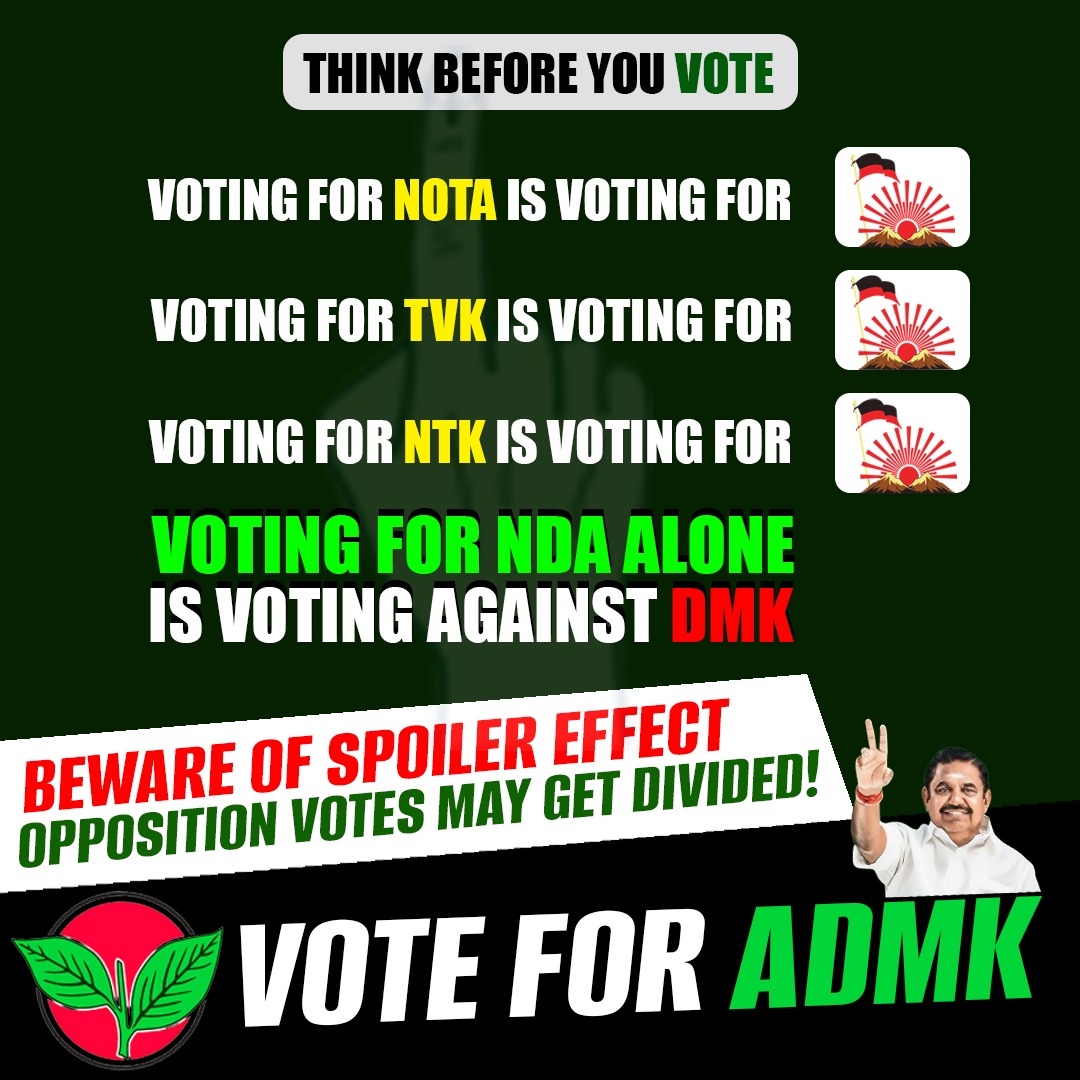 THINK BEFORE YOU VOTE
VOTING FOR NOTA IS VOTING FOR
VOTING FOR TVK IS VOTING FOR
VOTING FOR NTK IS VOTING FOR
VOTING FOR NDA ALONE
IS VOTING AGAINST DMK
BEWARE OF SPOILER EFFECT
OPPOSITION VOTES MAY GET DIVIDED!
VOTE FOR ADMK